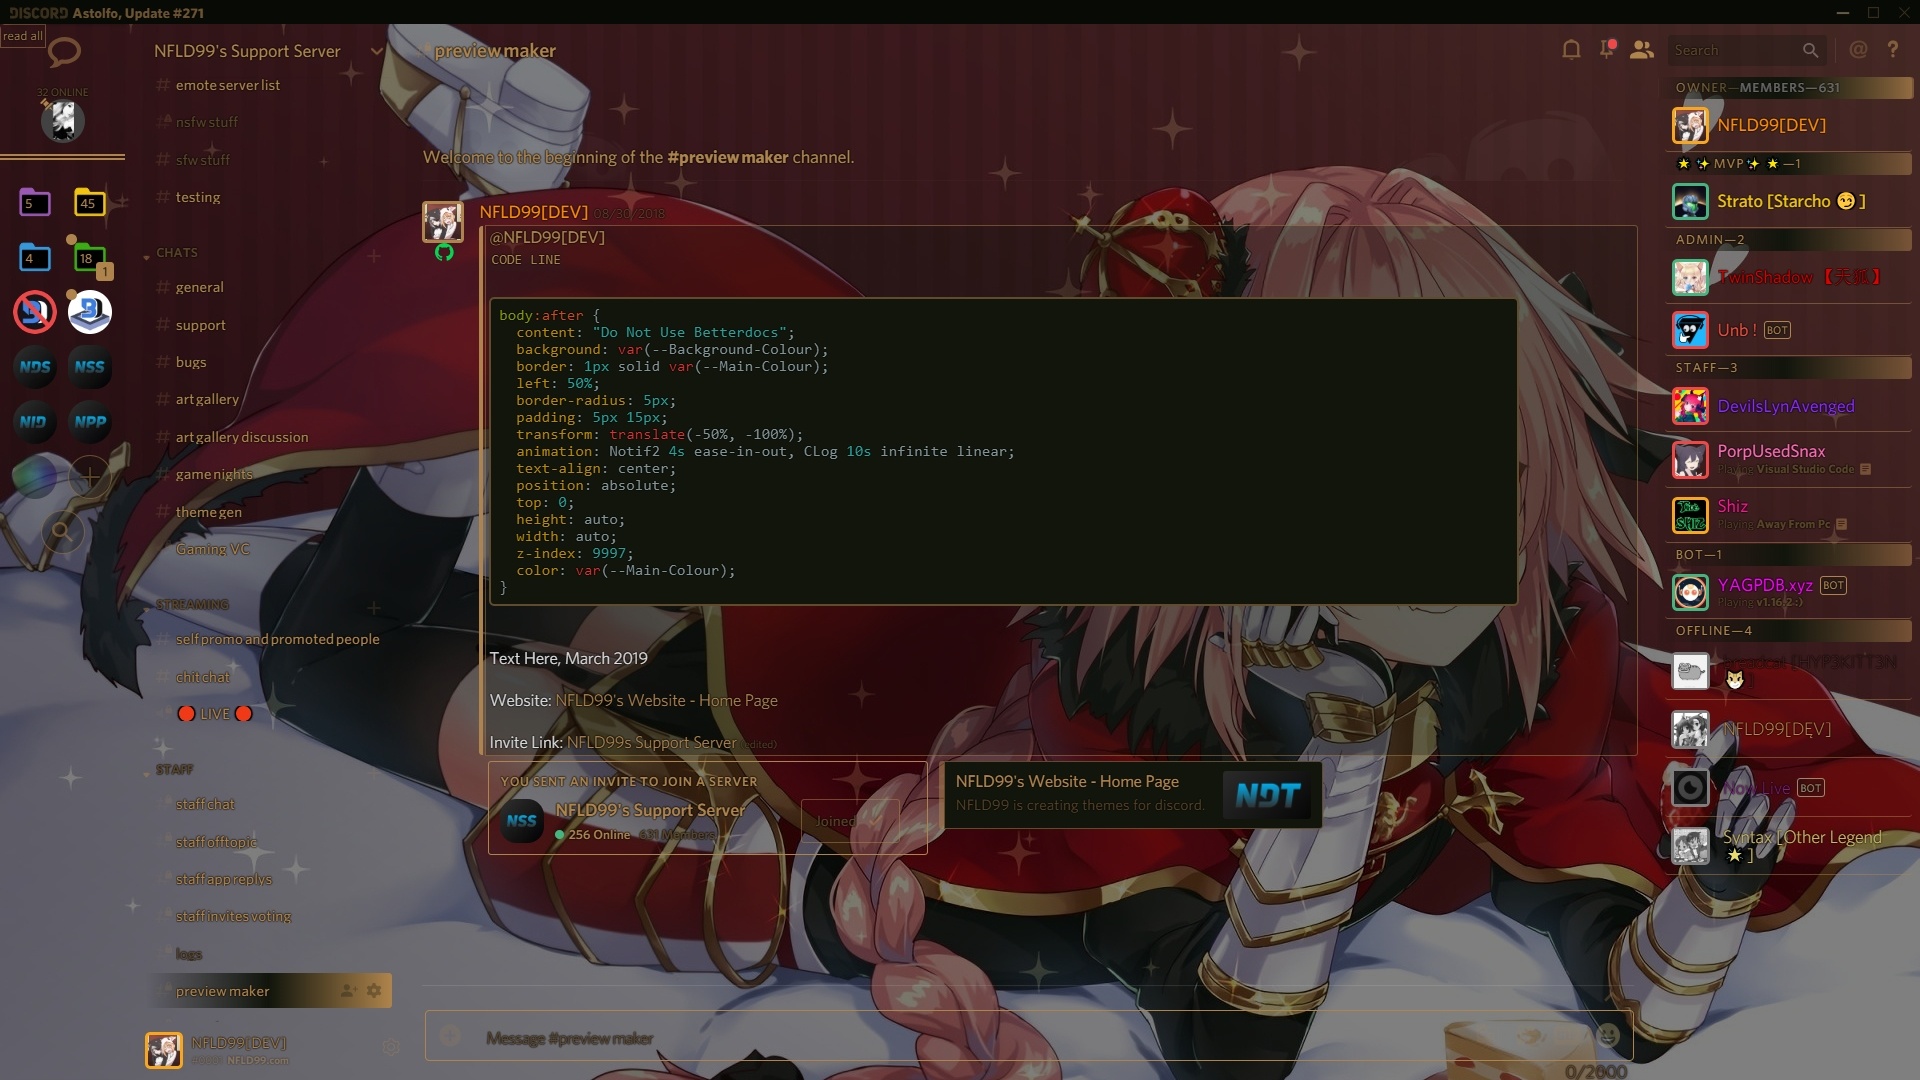 DISCORD Astolfo, Update #271
read all
32 ONLINE
5
45
4
18
1
NDS
NSS
NID
NPP
NFLD99's Support Server
emote server list
nsfw stuff
sfw stuff
testing
CHATS
general
support
bugs
art gallery
art gallery discussion
game nights
theme gen
Gaming VC
STREAMING
self promo and promoted people
chit chat
🔴 LIVE 🔴
STAFF
staff chat
staff offtopic
staff app replys
staff invites voting
logs
preview maker
NFLD99[DEV]
NFLD99.com
# preview maker
Search
Welcome to the beginning of the #preview maker channel.
NFLD99[DEV] 08/30/2018
@NFLD99[DEV]
CODE LINE
body:after {
content: "Do Not Use Betterdocs";
background: var(--Background-Colour);
border: 1px solid var(--Main-Colour);
left: 50%;
border-radius: 5px;
padding: 5px 15px;
transform: translate(-50%, -100%);
animation: Notif2 4s ease-in-out, CLog 10s infinite linear;
text-align: center;
position: absolute;
top: 0;
height: auto;
width: auto;
z-index: 9997;
color: var(--Main-Colour);
}
Text Here, March 2019
Website: NFLD99's Website - Home Page
Invite Link: NFLD99s Support Server (edited)
YOU SENT AN INVITE TO JOIN A SERVER
NSS
NFLD99's Support Server
256 Online 631 Members
Joined
NFLD99's Website - Home Page
NFLD99 is creating themes for discord.
NDT
Message #preview maker
0/2000
OWNER—MEMBERS—631
NFLD99[DEV]
🌟 ✨ MVP ✨ 🌟 —1
Strato [Starcho 😏 ]
ADMIN—2
TwinShadow 【天狐】
Unb ! BOT
STAFF—3
DevilsLynAvenged
PorpUsedSnax
Playing Visual Studio Code
Shiz
Playing Away From Pc
BOT—1
YAGPDB.xyz BOT
Playing v1.16.2 :)
OFFLINE—4
NFLD99[DEV]
Now Live BOT
Syntax [Other Legend
🌟 ]